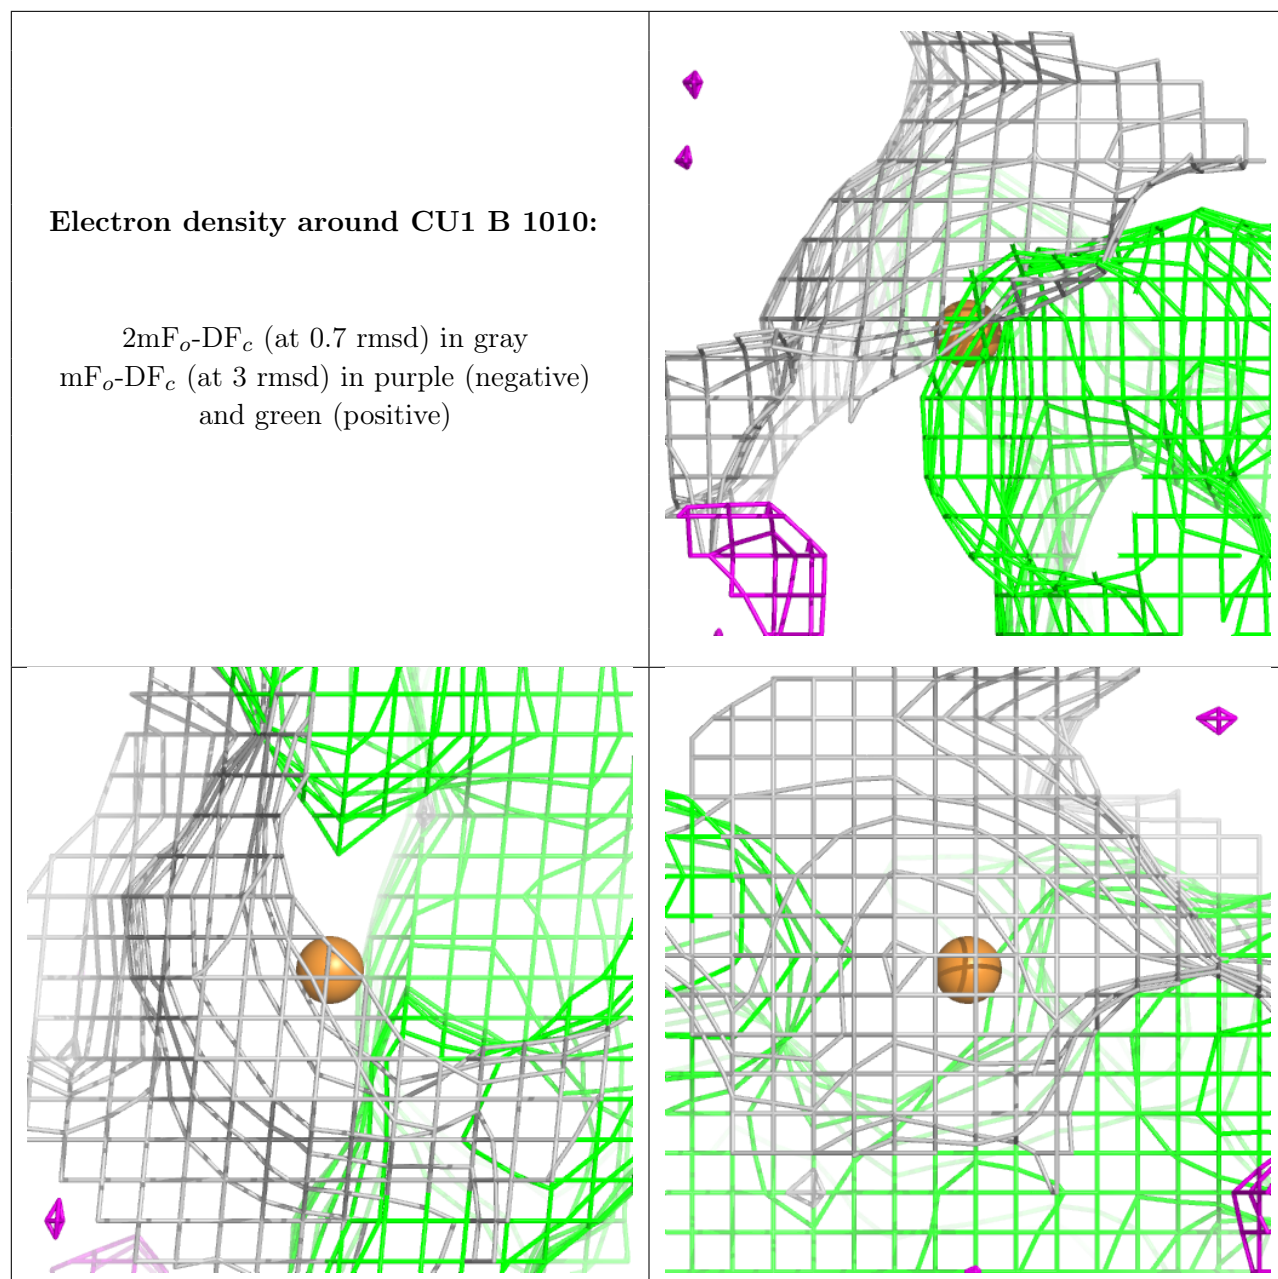 Electron density around CU1 B 1010:
2mFo-DFc (at 0.7 rmsd) in gray
mFo-DFc (at 3 rmsd) in purple (negative)
and green (positive)